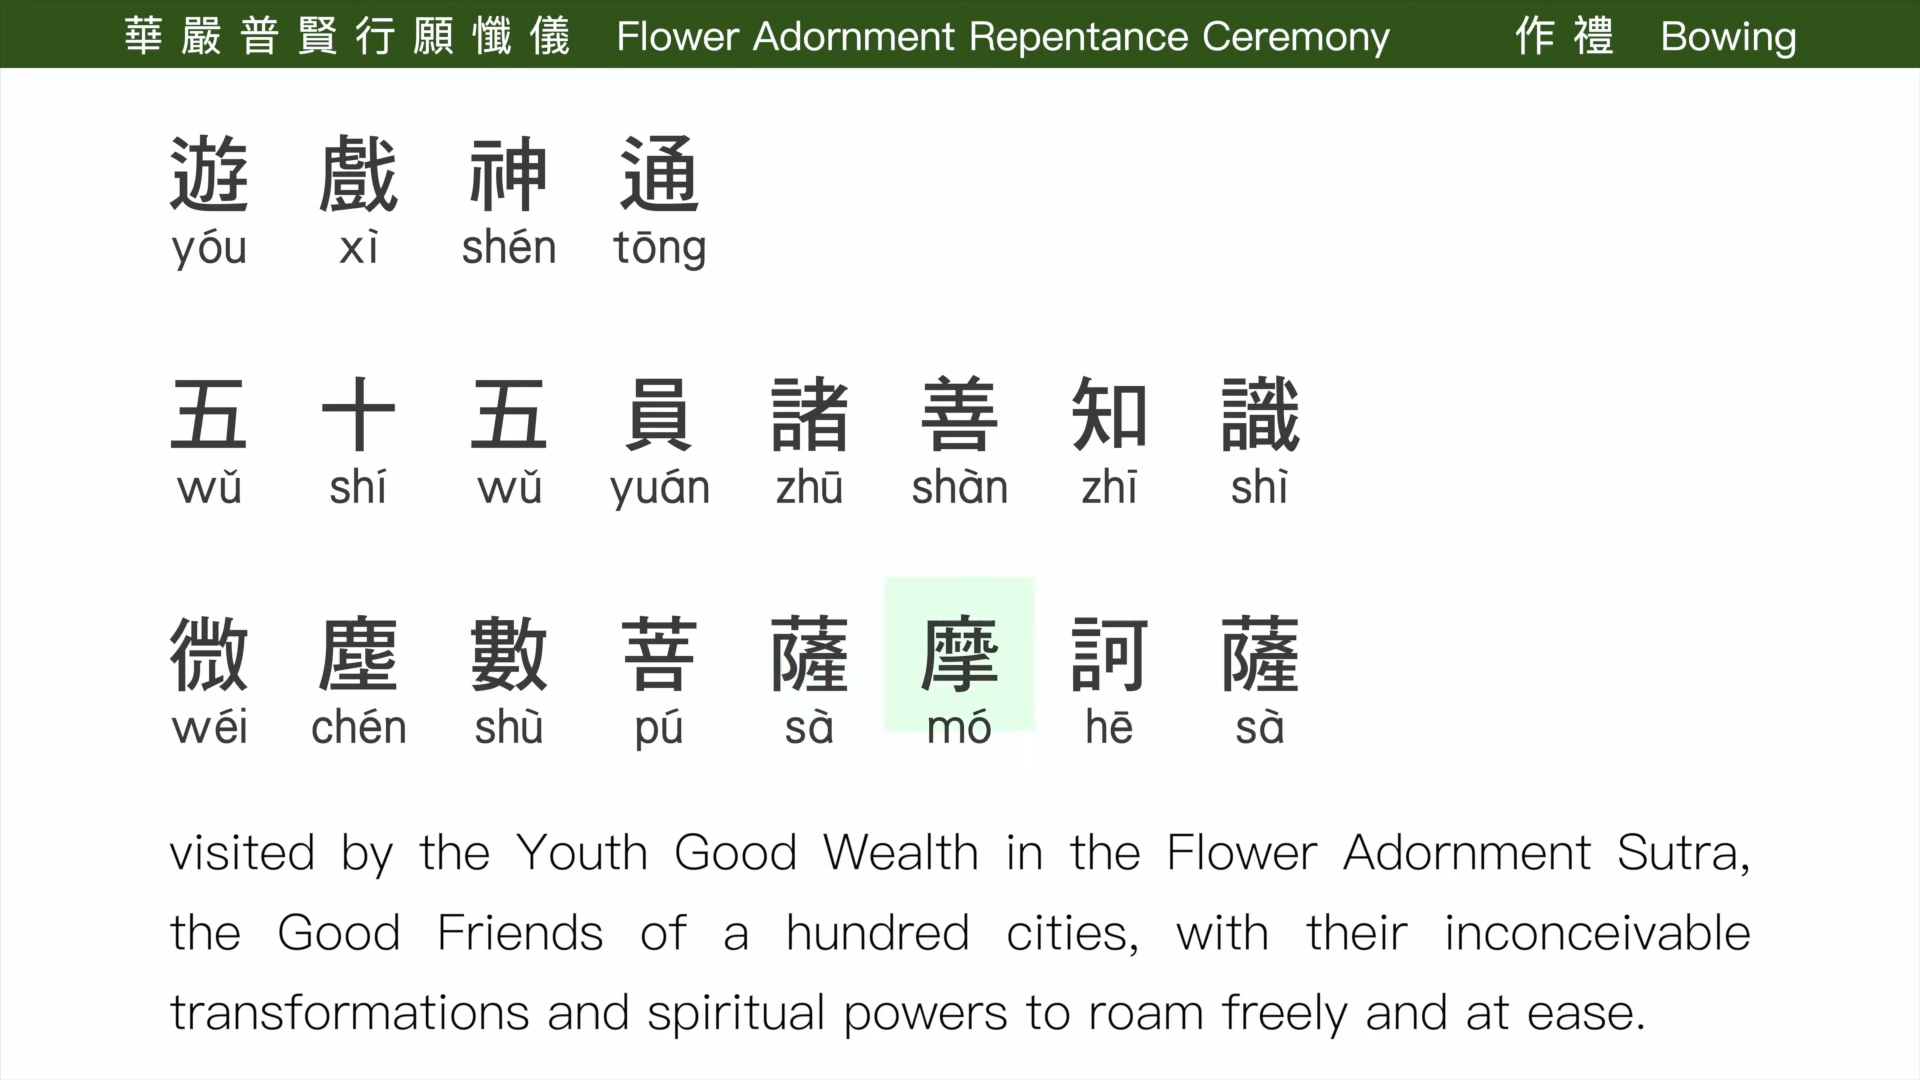 華嚴普賢行願懺儀 Flower Adornment Repentance Ceremony 作禮 Bowing
遊戲神通
yóu xì shén tōng
五十五員諸善知識
wǔ shí wǔ yuán zhū shàn zhī shì
微塵數菩薩摩訶薩
wéi chén shù pú sà mó hē sà
visited by the Youth Good Wealth in the Flower Adornment Sutra,
the Good Friends of a hundred cities, with their inconceivable
transformations and spiritual powers to roam freely and at ease.